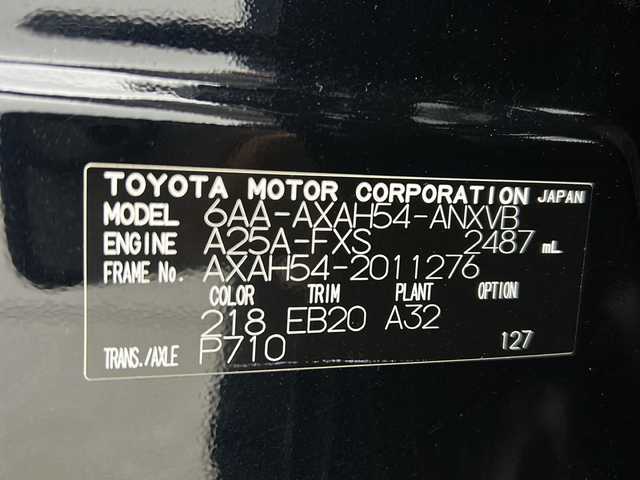 TOYOTA MOTOR CORPORATION JAPAN
MODEL 6AA-AXAH54-ANXVB
ENGINE A25A-FXS 2487 mL
FRAME No. AXAH54-2011276
COLOR TRIM PLANT OPTION
218 EB20 A32
TRANS./AXLE P710 127